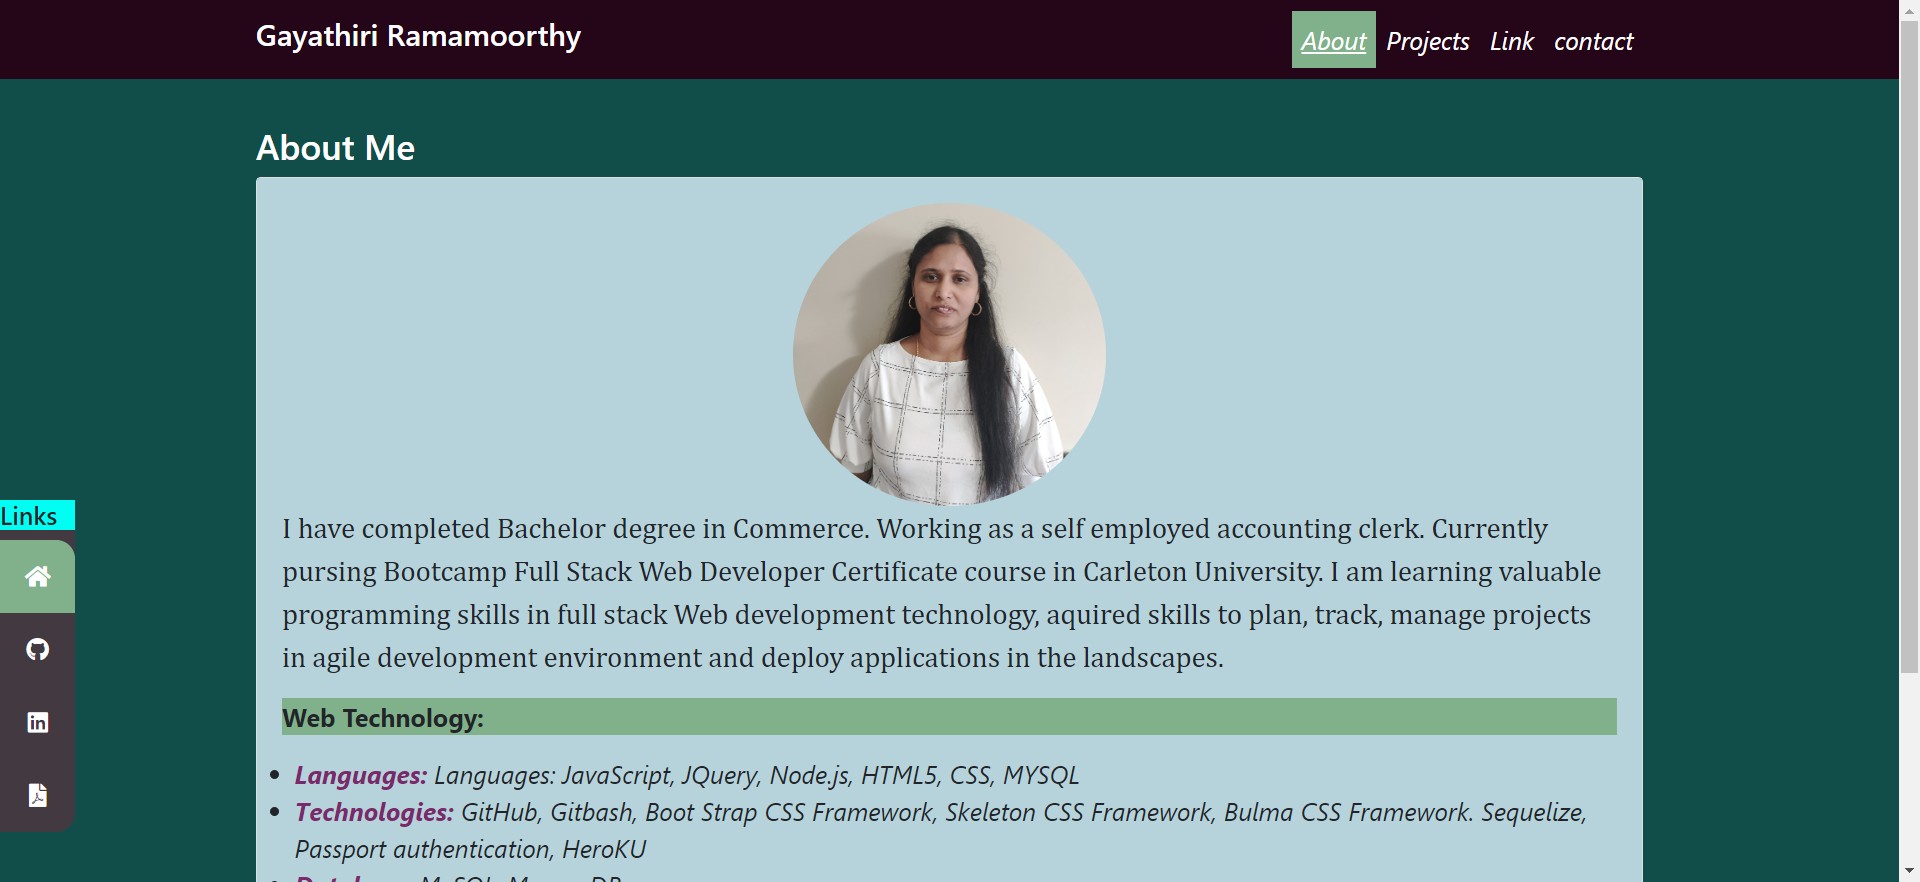 Gayathiri Ramamoorthy
About Projects Link contact
About Me
I have completed Bachelor degree in Commerce. Working as a self employed accounting clerk. Currently
pursing Bootcamp Full Stack Web Developer Certificate course in Carleton University. I am learning valuable
programming skills in full stack Web development technology, aquired skills to plan, track, manage projects
in agile development environment and deploy applications in the landscapes.
Links
Web Technology:
Languages: Languages: JavaScript, JQuery, Node.js, HTML5, CSS, MYSQL
Technologies: GitHub, Gitbash, Boot Strap CSS Framework, Skeleton CSS Framework, Bulma CSS Framework. Sequelize,
Passport authentication, HeroKU